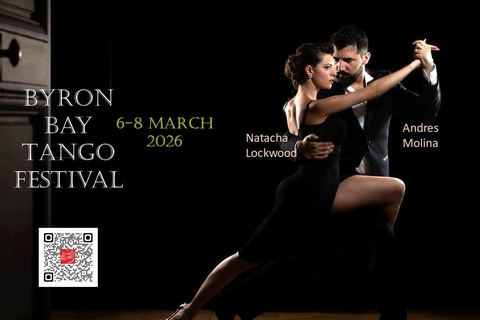 BYRON
BAY
TANGO
FESTIVAL
6-8 MARCH
2026
Natacha
Lockwood
Andres
Molina